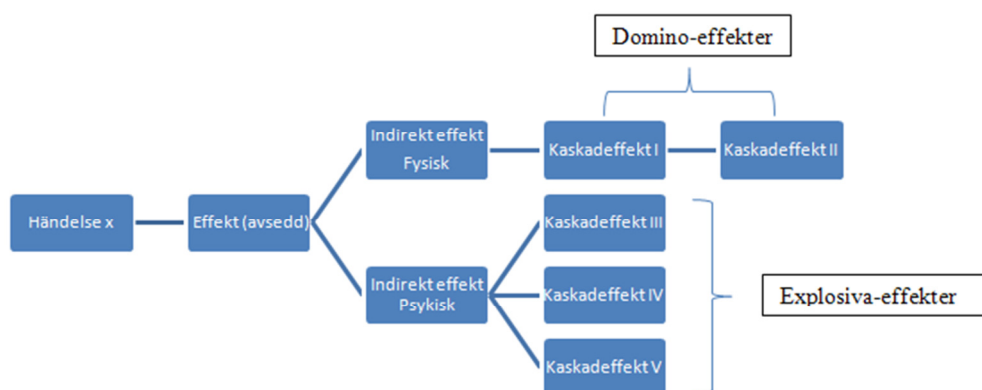 Domino-effekter
Indirekt effekt
Fysisk
Kaskadeffekt I
Kaskadeffekt II
Händelse x
Effekt (avsedd)
Kaskadeffekt III
Indirekt effekt
Psykisk
Kaskadeffekt IV
Explosiva-effekter
Kaskadeffekt V